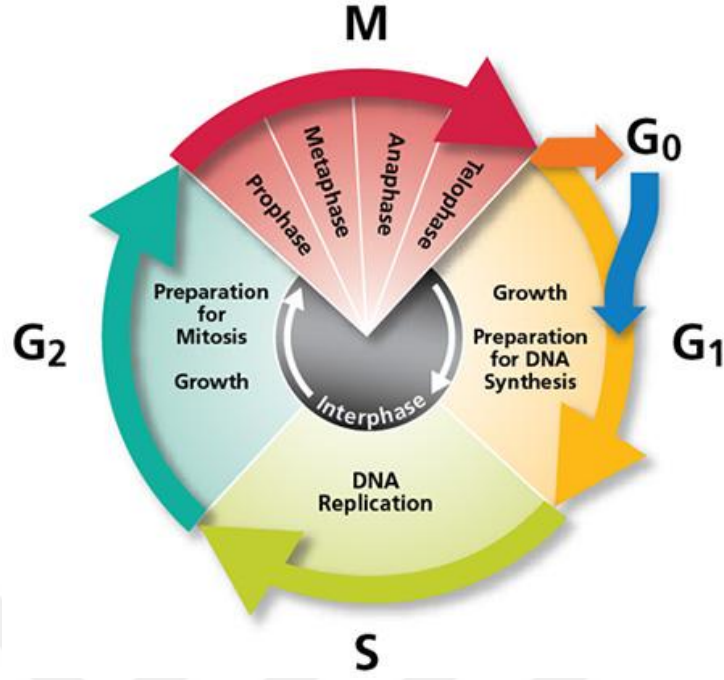 M
Prophase
Metaphase
Anaphase
Telophase
G₀
Preparation
for
Mitosis
Growth
Growth
Preparation
for DNA
Synthesis
G₂
G₁
Interphase
DNA
Replication
S